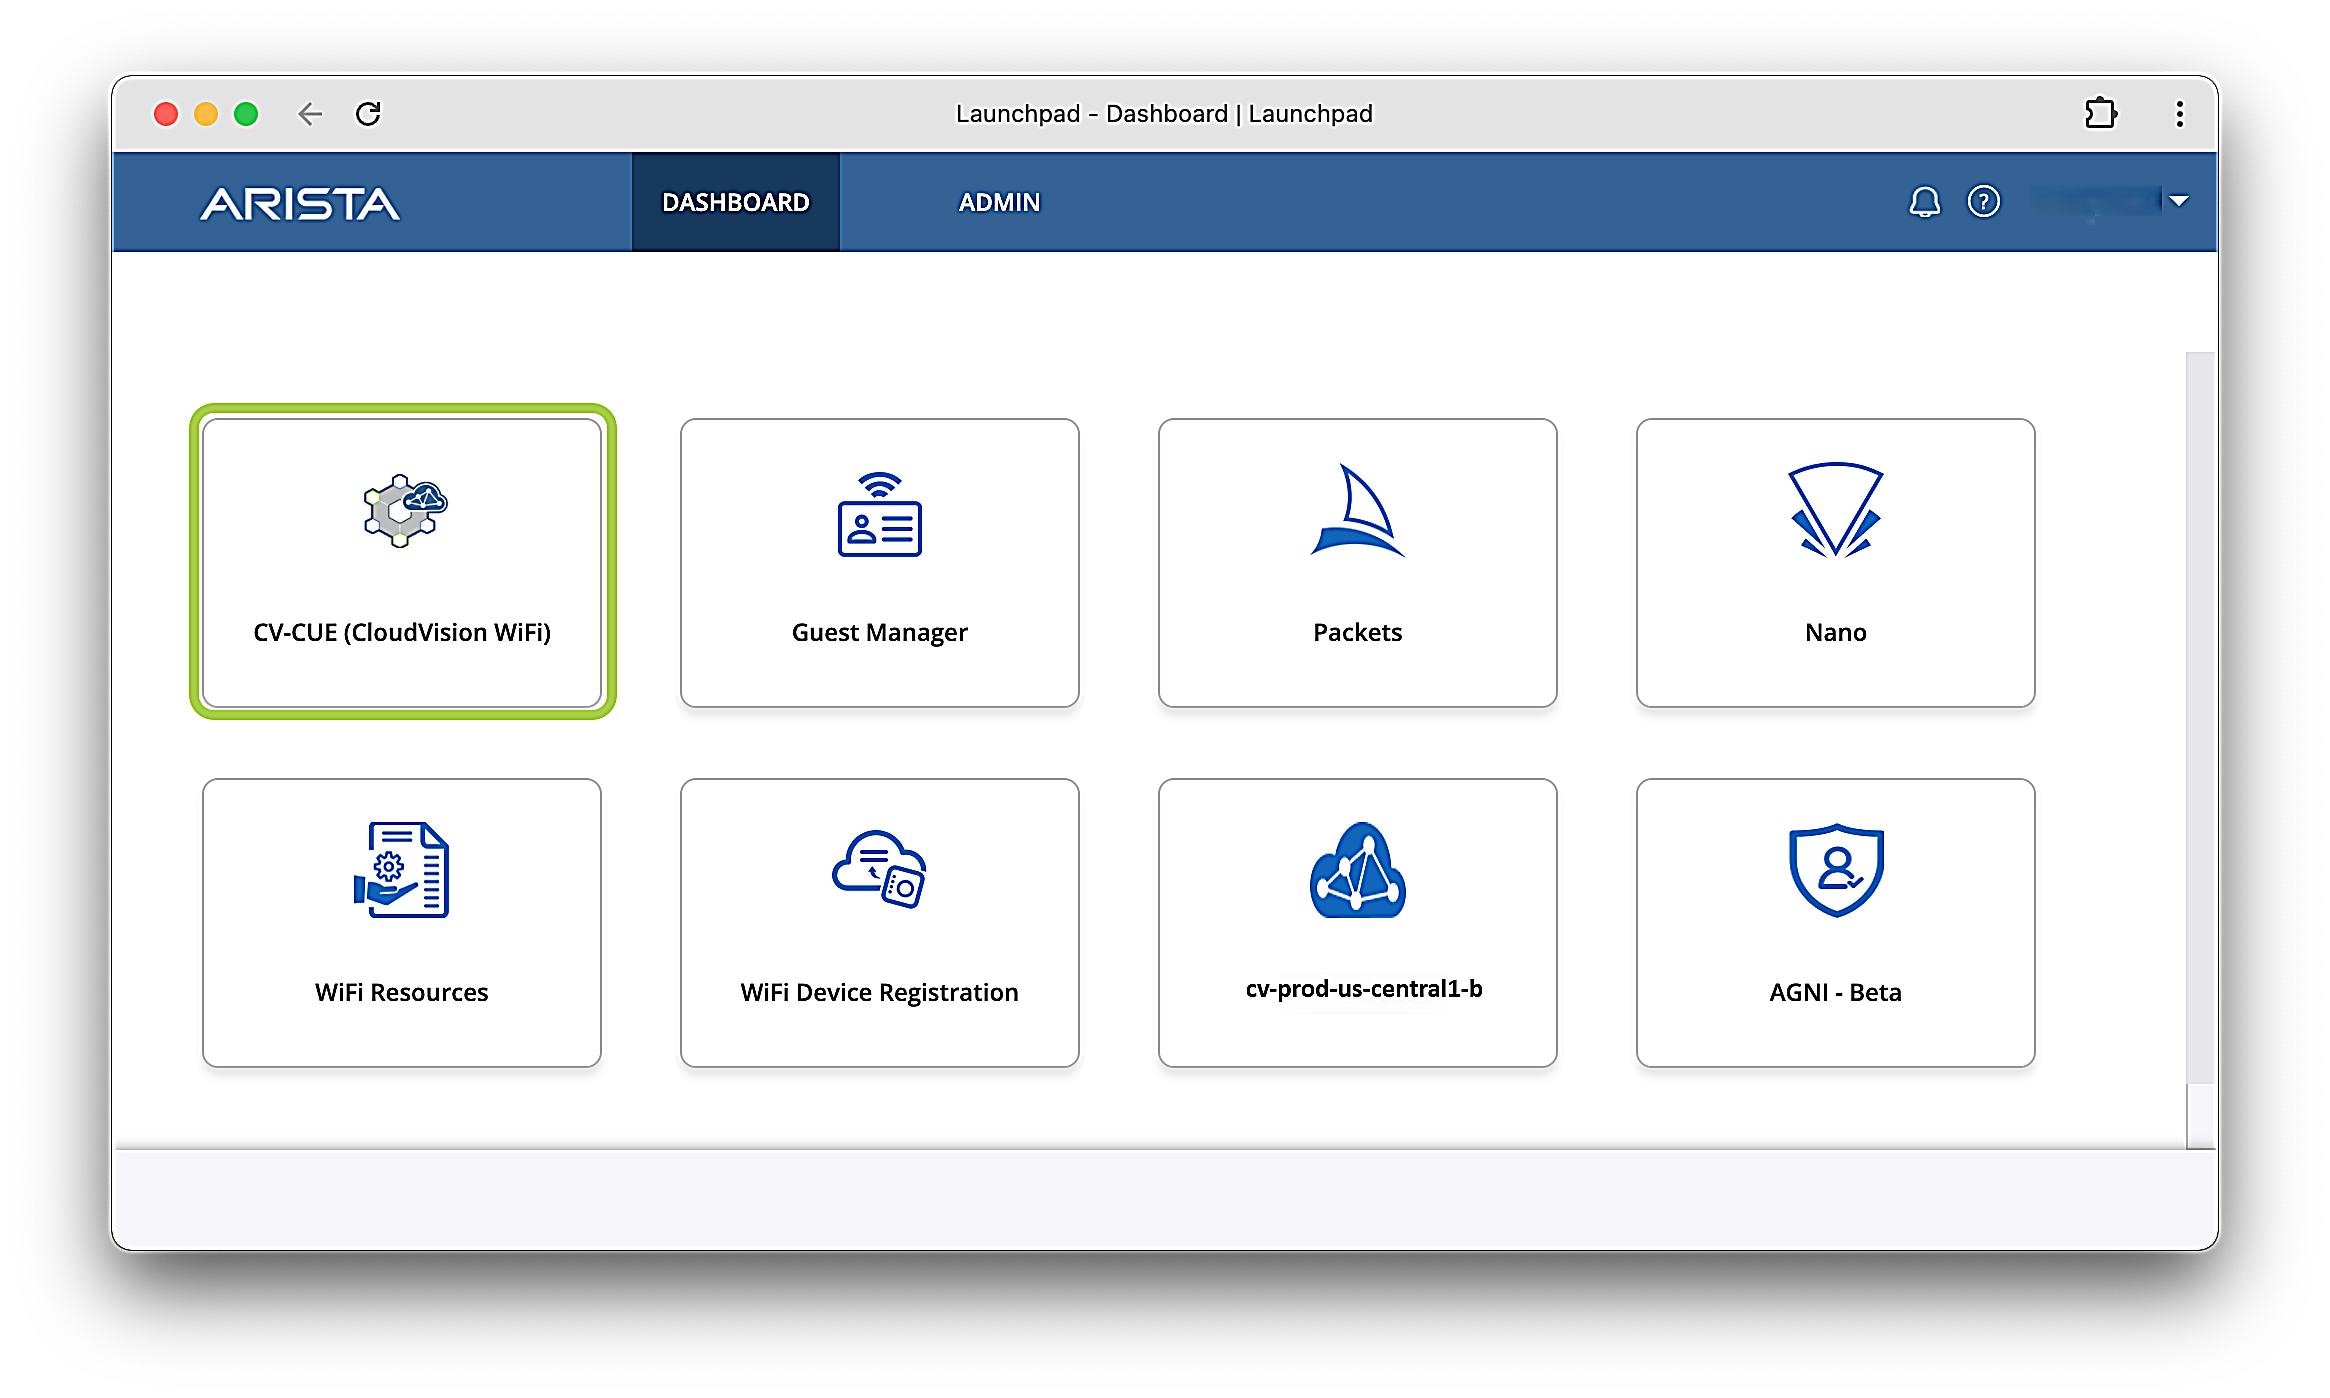 Launchpad - Dashboard | Launchpad
ARISTA
DASHBOARD
ADMIN
?
CV-CUE (CloudVision WiFi)
Guest Manager
Packets
Nano
WiFi Resources
WiFi Device Registration
cv-prod-us-central1-b
AGNI - Beta